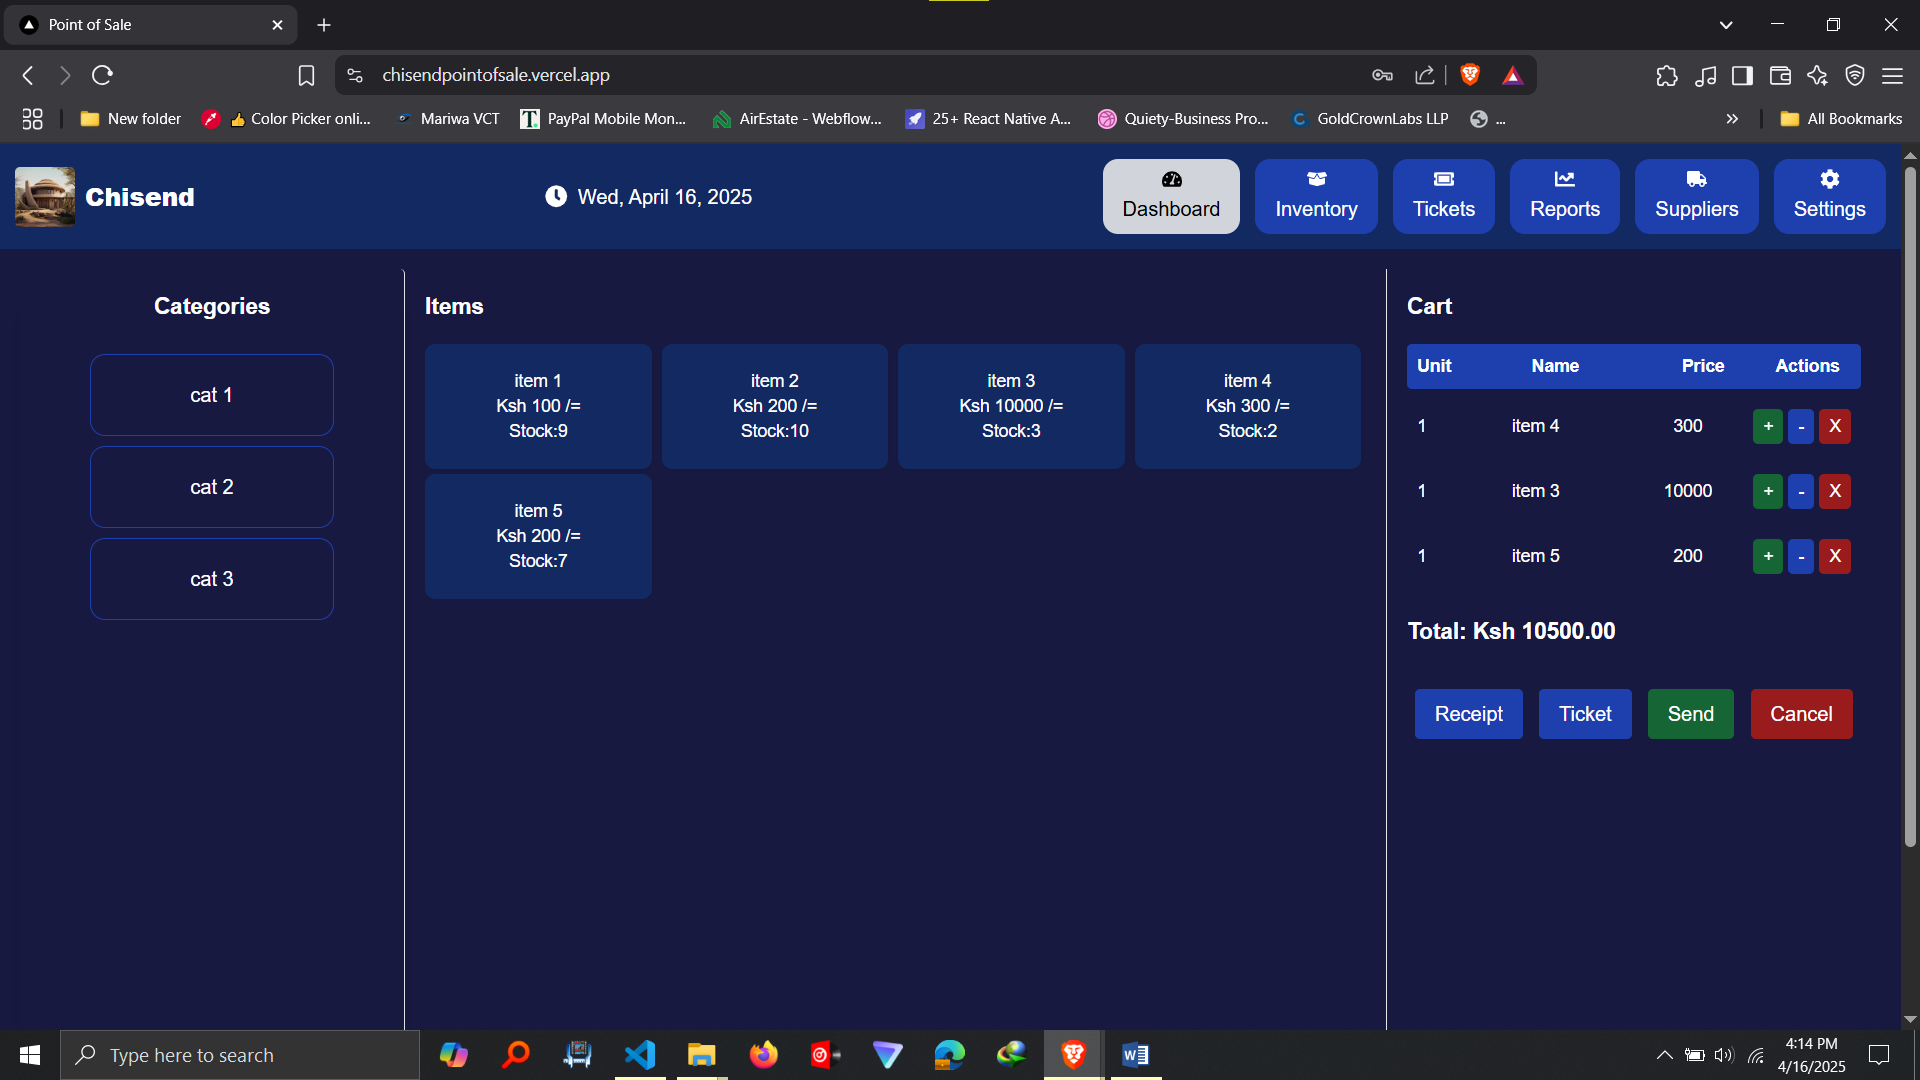 Point of Sale
chisendpointofsale.vercel.app
New folder
Color Picker onli...
Mariwa VCT
PayPal Mobile Mon...
AirEstate - Webflow...
25+ React Native A...
Quiety-Business Pro...
GoldCrownLabs LLP
...
All Bookmarks
Chisend
Wed, April 16, 2025
Dashboard
Inventory
Tickets
Reports
Suppliers
Settings
Categories
cat 1
cat 2
cat 3
Items
item 1
Ksh 100 /=
Stock:9
item 2
Ksh 200 /=
Stock:10
item 3
Ksh 10000 /=
Stock:3
item 4
Ksh 300 /=
Stock:2
item 5
Ksh 200 /=
Stock:7
Cart
Unit Name Price Actions
1 item 4 300 + - X
1 item 3 10000 + - X
1 item 5 200 + - X
Total: Ksh 10500.00
Receipt
Ticket
Send
Cancel
Type here to search
4:14 PM
4/16/2025